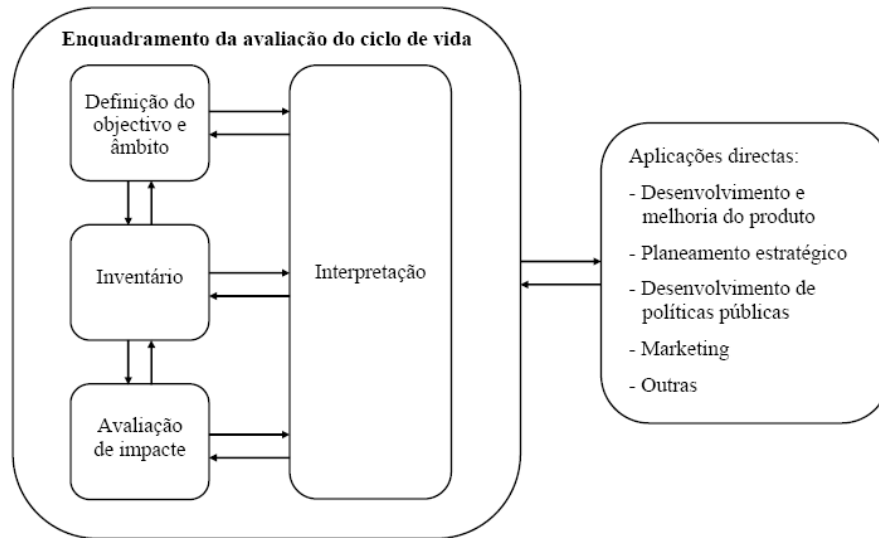 Enquadramento da avaliação do ciclo de vida
Definição do
objectivo e
âmbito
Inventário
Avaliação
de impacte
Interpretação
Aplicações directas:
- Desenvolvimento e
melhoria do produto
- Planeamento estratégico
- Desenvolvimento de
políticas públicas
- Marketing
- Outras